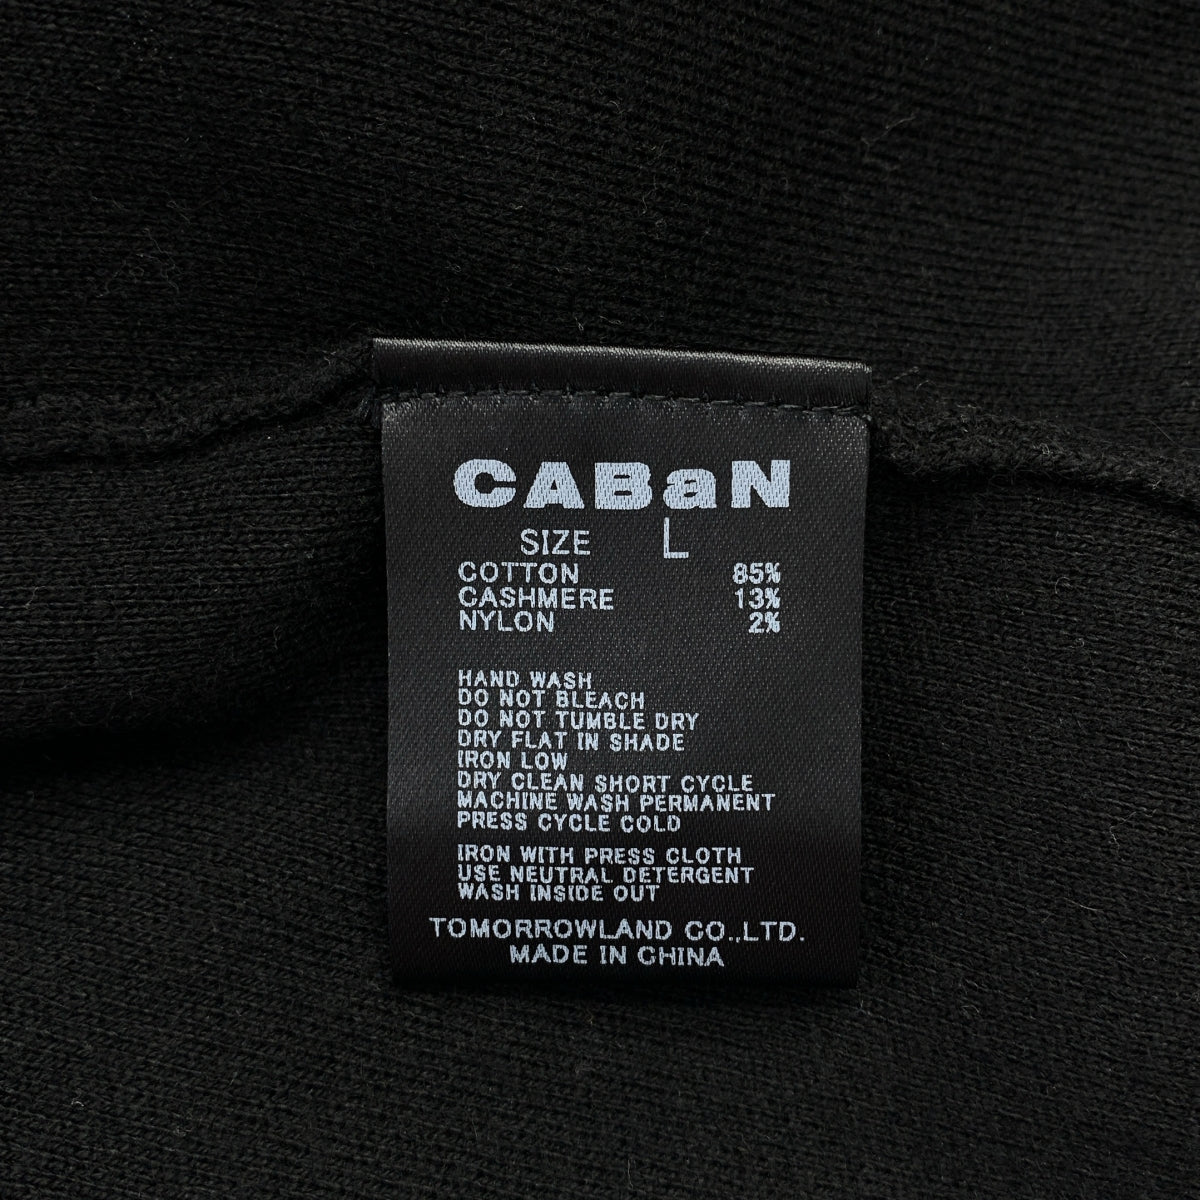 CABaN
SIZE L
COTTON 85%
CASHMERE 13%
NYLON 2%
HAND WASH
DO NOT BLEACH
DO NOT TUMBLE DRY
DRY FLAT IN SHADE
IRON LOW
DRY CLEAN SHORT CYCLE
MACHINE WASH PERMANENT
PRESS CYCLE COLD
IRON WITH PRESS CLOTH
USE NEUTRAL DETERGENT
WASH INSIDE OUT
TOMORROWLAND CO.,LTD.
MADE IN CHINA